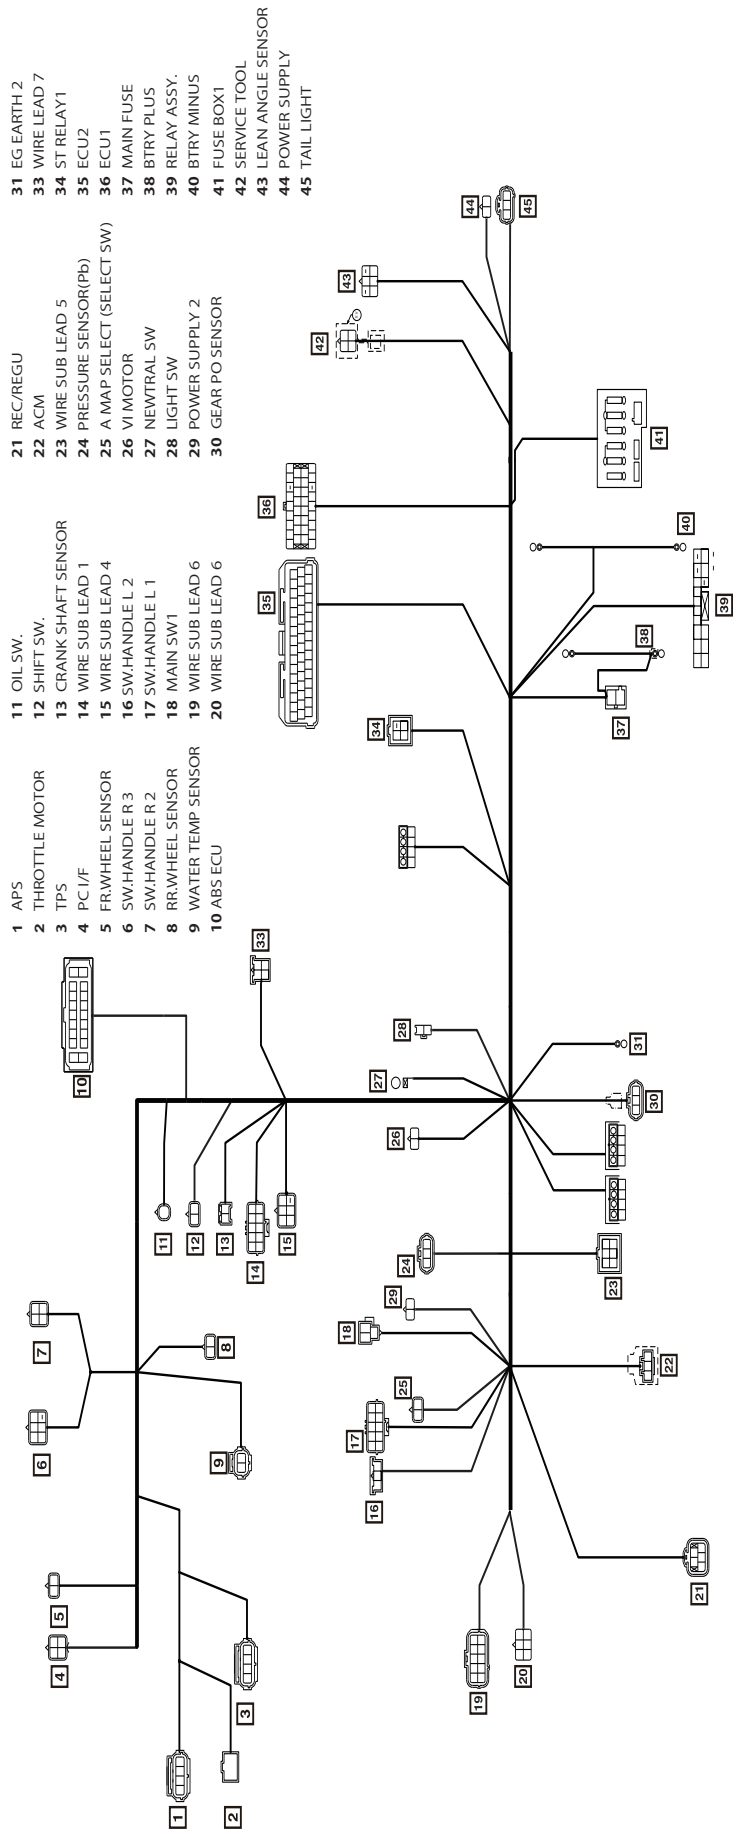 1 APS
2 THROTTLE MOTOR
3 TPS
4 PC I/F
5 FR.WHEEL SENSOR
6 SW.HANDLE R 3
7 SW.HANDLE R 2
8 RR.WHEEL SENSOR
9 WATER TEMP SENSOR
10 ABS ECU
11 OIL SW.
12 SHIFT SW.
13 CRANK SHAFT SENSOR
14 WIRE SUB LEAD 1
15 WIRE SUB LEAD 4
16 SW.HANDLE L 2
17 SW.HANDLE L 1
18 MAIN SW1
19 WIRE SUB LEAD 6
20 WIRE SUB LEAD 6
21 REC/REGU
22 ACM
23 WIRE SUB LEAD 5
24 PRESSURE SENSOR(Pb)
25 A MAP SELECT (SELECT SW)
26 VI MOTOR
27 NEWTRAL SW
28 LIGHT SW
29 POWER SUPPLY 2
30 GEAR PO SENSOR
31 EG EARTH 2
33 WIRE LEAD 7
34 ST RELAY1
35 ECU2
36 ECU1
37 MAIN FUSE
38 BTRY PLUS
39 RELAY ASSY.
40 BTRY MINUS
41 FUSE BOX1
42 SERVICE TOOL
43 LEAN ANGLE SENSOR
44 POWER SUPPLY
45 TAIL LIGHT
1
2
3
4
5
6
7
8
9
10
11
12
13
14
15
16
17
18
19
20
21
22
23
24
25
26
27
28
29
30
31
33
34
35
36
37
38
39
40
41
42
43
44
45